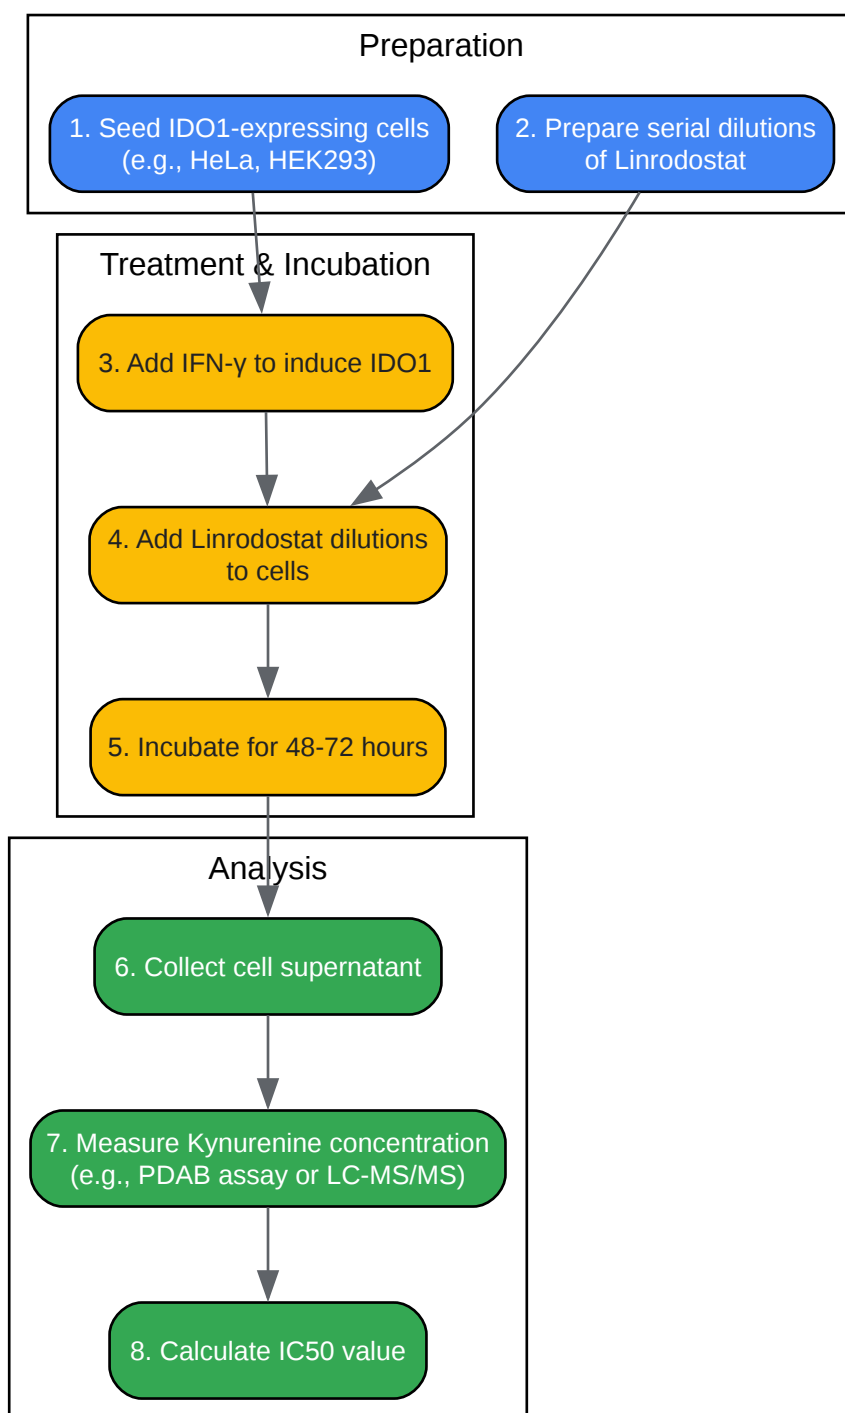 Preparation
1. Seed IDO1-expressing cells
(e.g., HeLa, HEK293)
2. Prepare serial dilutions
of Linrodostat
Treatment & Incubation
3. Add IFN-γ to induce IDO1
4. Add Linrodostat dilutions
to cells
5. Incubate for 48-72 hours
Analysis
6. Collect cell supernatant
7. Measure Kynurenine concentration
(e.g., PDAB assay or LC-MS/MS)
8. Calculate IC50 value